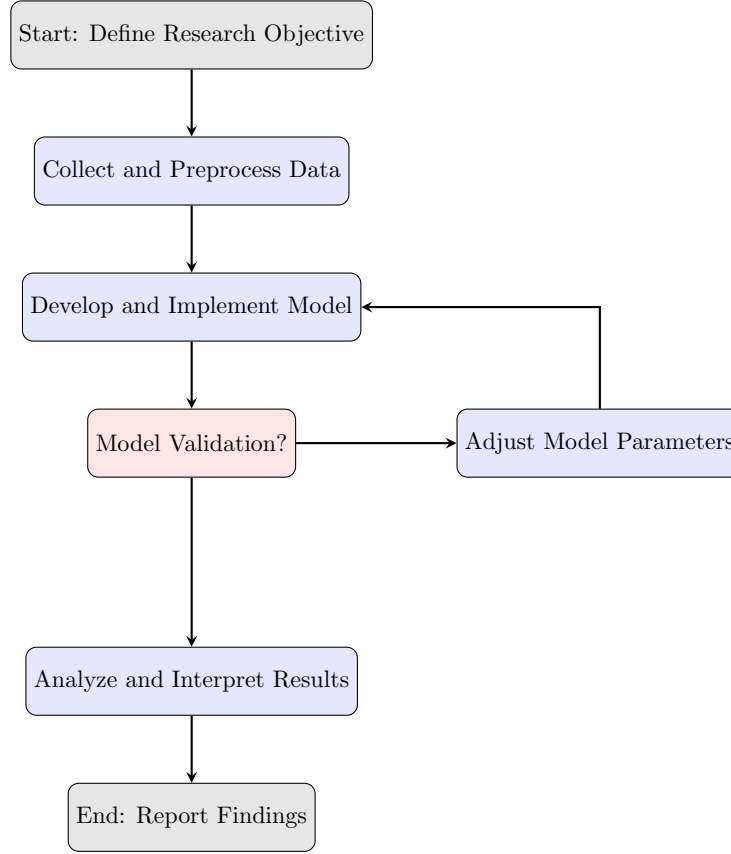 Start: Define Research Objective
Collect and Preprocess Data
Develop and Implement Model
Model Validation?
Adjust Model Parameters
Analyze and Interpret Results
End: Report Findings